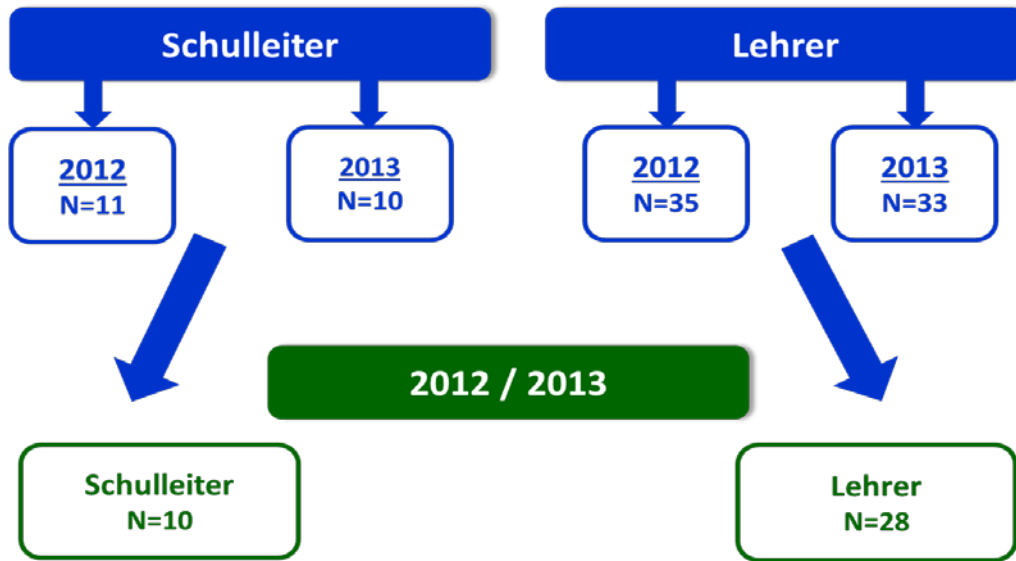 Schulleiter
Lehrer
2012
N=11
2013
N=10
2012
N=35
2013
N=33
2012 / 2013
Schulleiter
N=10
Lehrer
N=28